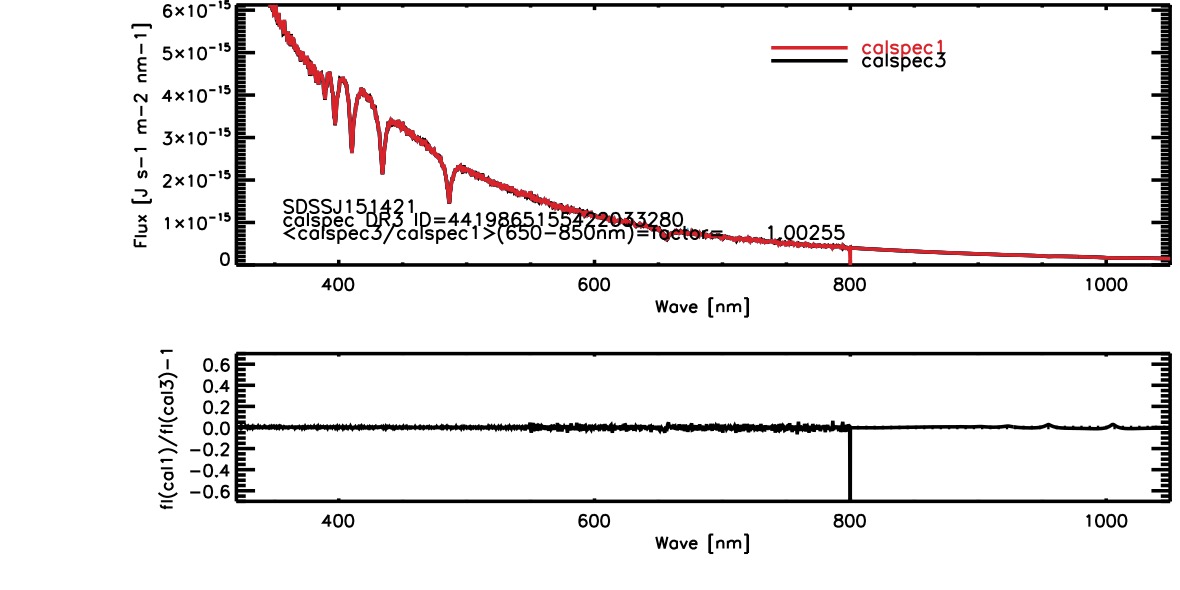 6×10⁻¹⁵
5×10⁻¹⁵
4×10⁻¹⁵
3×10⁻¹⁵
2×10⁻¹⁵
1×10⁻¹⁵
0
Flux [J s−1 m−2 nm−1]
calspec1
calspec3
SDSSJ151421
calspec DR3 ID=4419865155422033280
<calspec3/calspec1>(650−850nm)=factor= 1.00255
400 600 800 1000
Wave [nm]
0.6
0.4
0.2
0.0
−0.2
−0.4
−0.6
fl(cal1)/fl(cal3)−1
400 600 800 1000
Wave [nm]